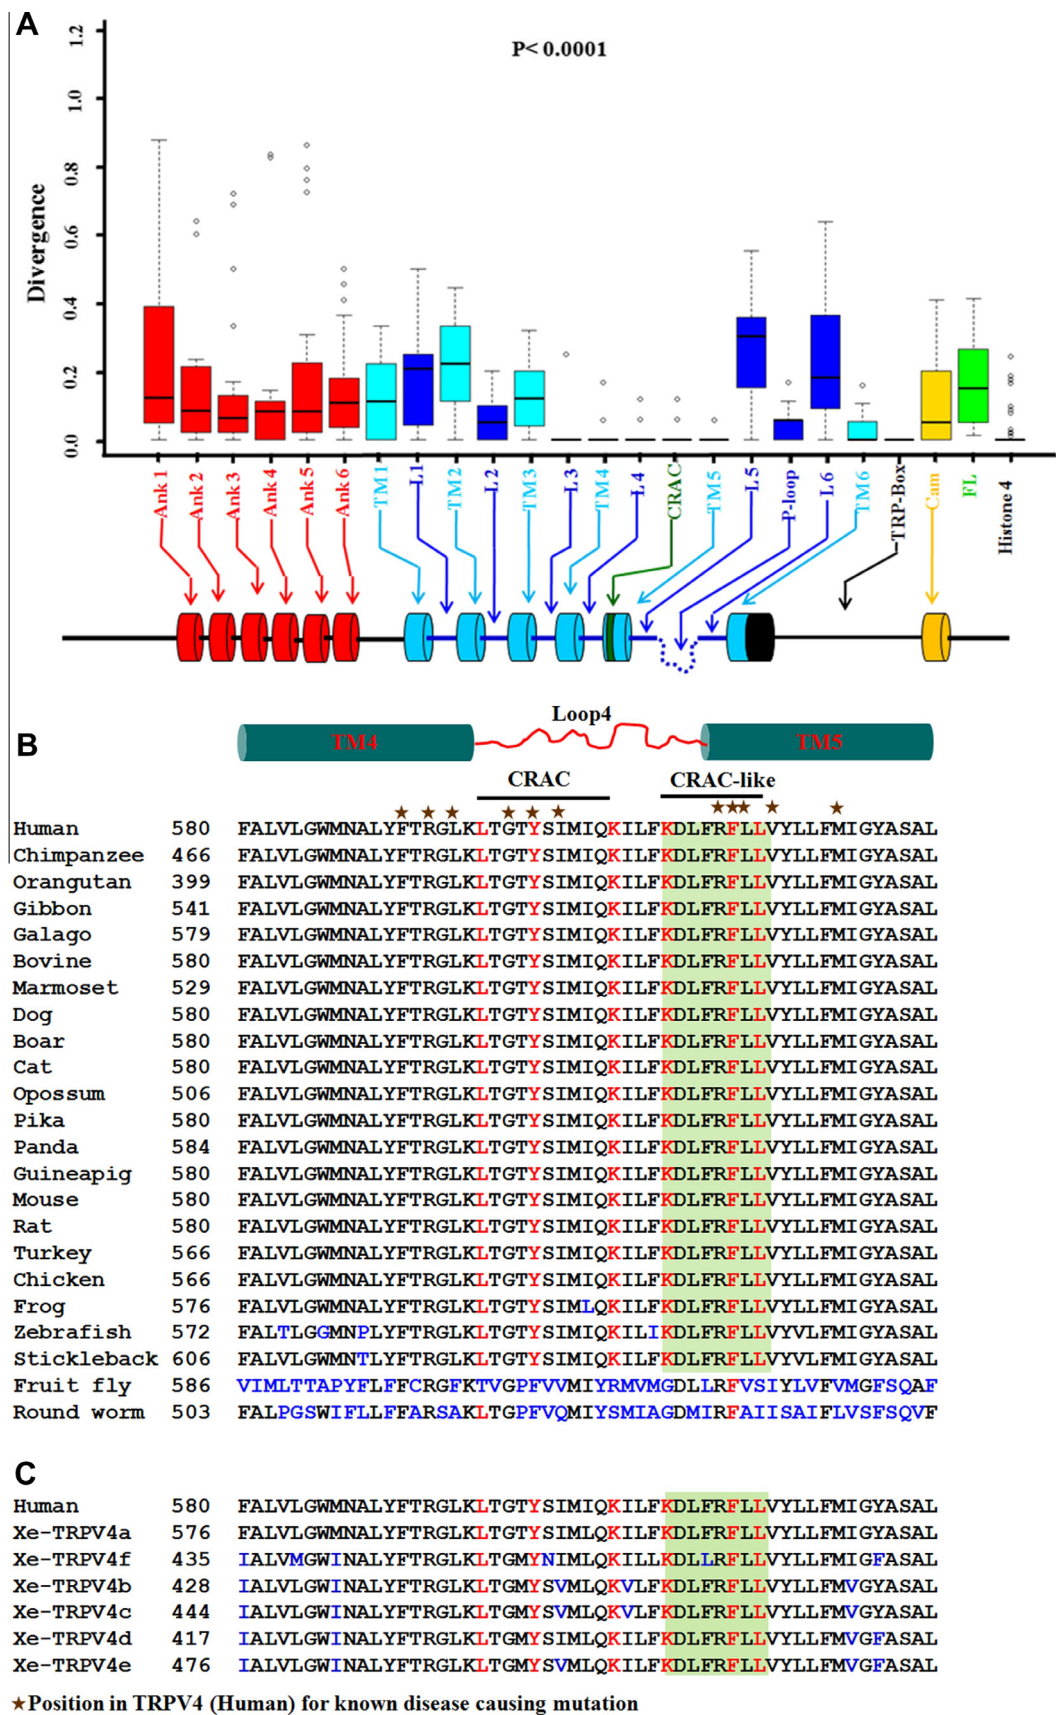 A
P< 0.0001
Divergence
1.2
1.0
0.8
0.6
0.4
0.2
0.0
Ank 1
Ank 2
Ank 3
Ank 4
Ank 5
Ank 6
TM1
L1
TM2
L 2
TM3
L 3
TM4
L 4
CRAC
TM5
L 5
P-loop
L 6
TM6
TRP-Box
Cam
FL
Histone 4
B
TM4
Loop4
TM5
CRAC
CRAC-like
Human 580 FALVLGWMNALYFTRGLKLTGTYSIMIQKILFKDLFRFLLVYLLFMIGYASAL
Chimpanzee 466 FALVLGWMNALYFTRGLKLTGTYSIMIQKILFKDLFRFLLVYLLFMIGYASAL
Orangutan 399 FALVLGWMNALYFTRGLKLTGTYSIMIQKILFKDLFRFLLVYLLFMIGYASAL
Gibbon 541 FALVLGWMNALYFTRGLKLTGTYSIMIQKILFKDLFRFLLVYLLFMIGYASAL
Galago 579 FALVLGWMNALYFTRGLKLTGTYSIMIQKILFKDLFRFLLVYLLFMIGYASAL
Bovine 580 FALVLGWMNALYFTRGLKLTGTYSIMIQKILFKDLFRFLLVYLLFMIGYASAL
Marmoset 529 FALVLGWMNALYFTRGLKLTGTYSIMIQKILFKDLFRFLLVYLLFMIGYASAL
Dog 580 FALVLGWMNALYFTRGLKLTGTYSIMIQKILFKDLFRFLLVYLLFMIGYASAL
Boar 580 FALVLGWMNALYFTRGLKLTGTYSIMIQKILFKDLFRFLLVYLLFMIGYASAL
Cat 580 FALVLGWMNALYFTRGLKLTGTYSIMIQKILFKDLFRFLLVYLLFMIGYASAL
Opossum 506 FALVLGWMNALYFTRGLKLTGTYSIMIQKILFKDLFRFLLVYLLFMIGYASAL
Pika 580 FALVLGWMNALYFTRGLKLTGTYSIMIQKILFKDLFRFLLVYLLFMIGYASAL
Panda 584 FALVLGWMNALYFTRGLKLTGTYSIMIQKILFKDLFRFLLVYLLFMIGYASAL
Guineapig 580 FALVLGWMNALYFTRGLKLTGTYSIMIQKILFKDLFRFLLVYLLFMIGYASAL
Mouse 580 FALVLGWMNALYFTRGLKLTGTYSIMIQKILFKDLFRFLLVYLLFMIGYASAL
Rat 580 FALVLGWMNALYFTRGLKLTGTYSIMIQKILFKDLFRFLLVYLLFMIGYASAL
Turkey 566 FALVLGWMNALYFTRGLKLTGTYSIMIQKILFKDLFRFLLVYLLFMIGYASAL
Chicken 566 FALVLGWMNALYFTRGLKLTGTYSIMIQKILFKDLFRFLLVYLLFMIGYASAL
Frog 576 FALVLGWMNALYFTRGLKLTGTYSIMLQKILFKDLFRFLLVYLLFMIGYASAL
Zebrafish 572 FALTLGGMNPLYFTRGLKLTGTYSIMIQKILIKDLFRFLLVYVLFMIGYASAL
Stickleback 606 FALVLGWMNTLYFTRGLKLTGTYSIMIQKILFKDLFRFLLVYVLFMIGYASAL
Fruit fly 586 VIMLTTAPYFLFFCRGFKTVGPFVVMIYRMVMGDLLRFVSIYLVFVMGFSQAF
Round worm 503 FALPGSWIFLLFFARSAKLTGPFVQMIYSMIAGDMIRFAIISAIFLVSFSQVF
C
Human 580 FALVLGWMNALYFTRGLKLTGTYSIMIQKILFKDLFRFLLVYLLFMIGYASAL
Xe-TRPV4a 576 FALVLGWMNALYFTRGLKLTGTYSIMLQKILFKDLFRFLLVYLLFMIGYASAL
Xe-TRPV4f 435 IALVMGWINALYFTRGLKLTGMYNIMLQKILLKDLLRFLLVYLLFMIGFASAL
Xe-TRPV4b 428 IALVLGWINALYFTRGLKLTGMYSVMLQKVLFKDLFRFLLVYLLFMVGYASAL
Xe-TRPV4c 444 IALVLGWINALYFTRGLKLTGMYSVMLQKVLFKDLFRFLLVYLLFMVGYASAL
Xe-TRPV4d 417 IALVLGWINALYFTRGLKLTGMYSIMLQKILFKDLFRFLLVYLLFMVGFASAL
Xe-TRPV4e 476 IALVLGWINALYFTRGLKLTGMYSVMLQKILFKDLFRFLLVYLLFMVGFASAL
★Position in TRPV4 (Human) for known disease causing mutation